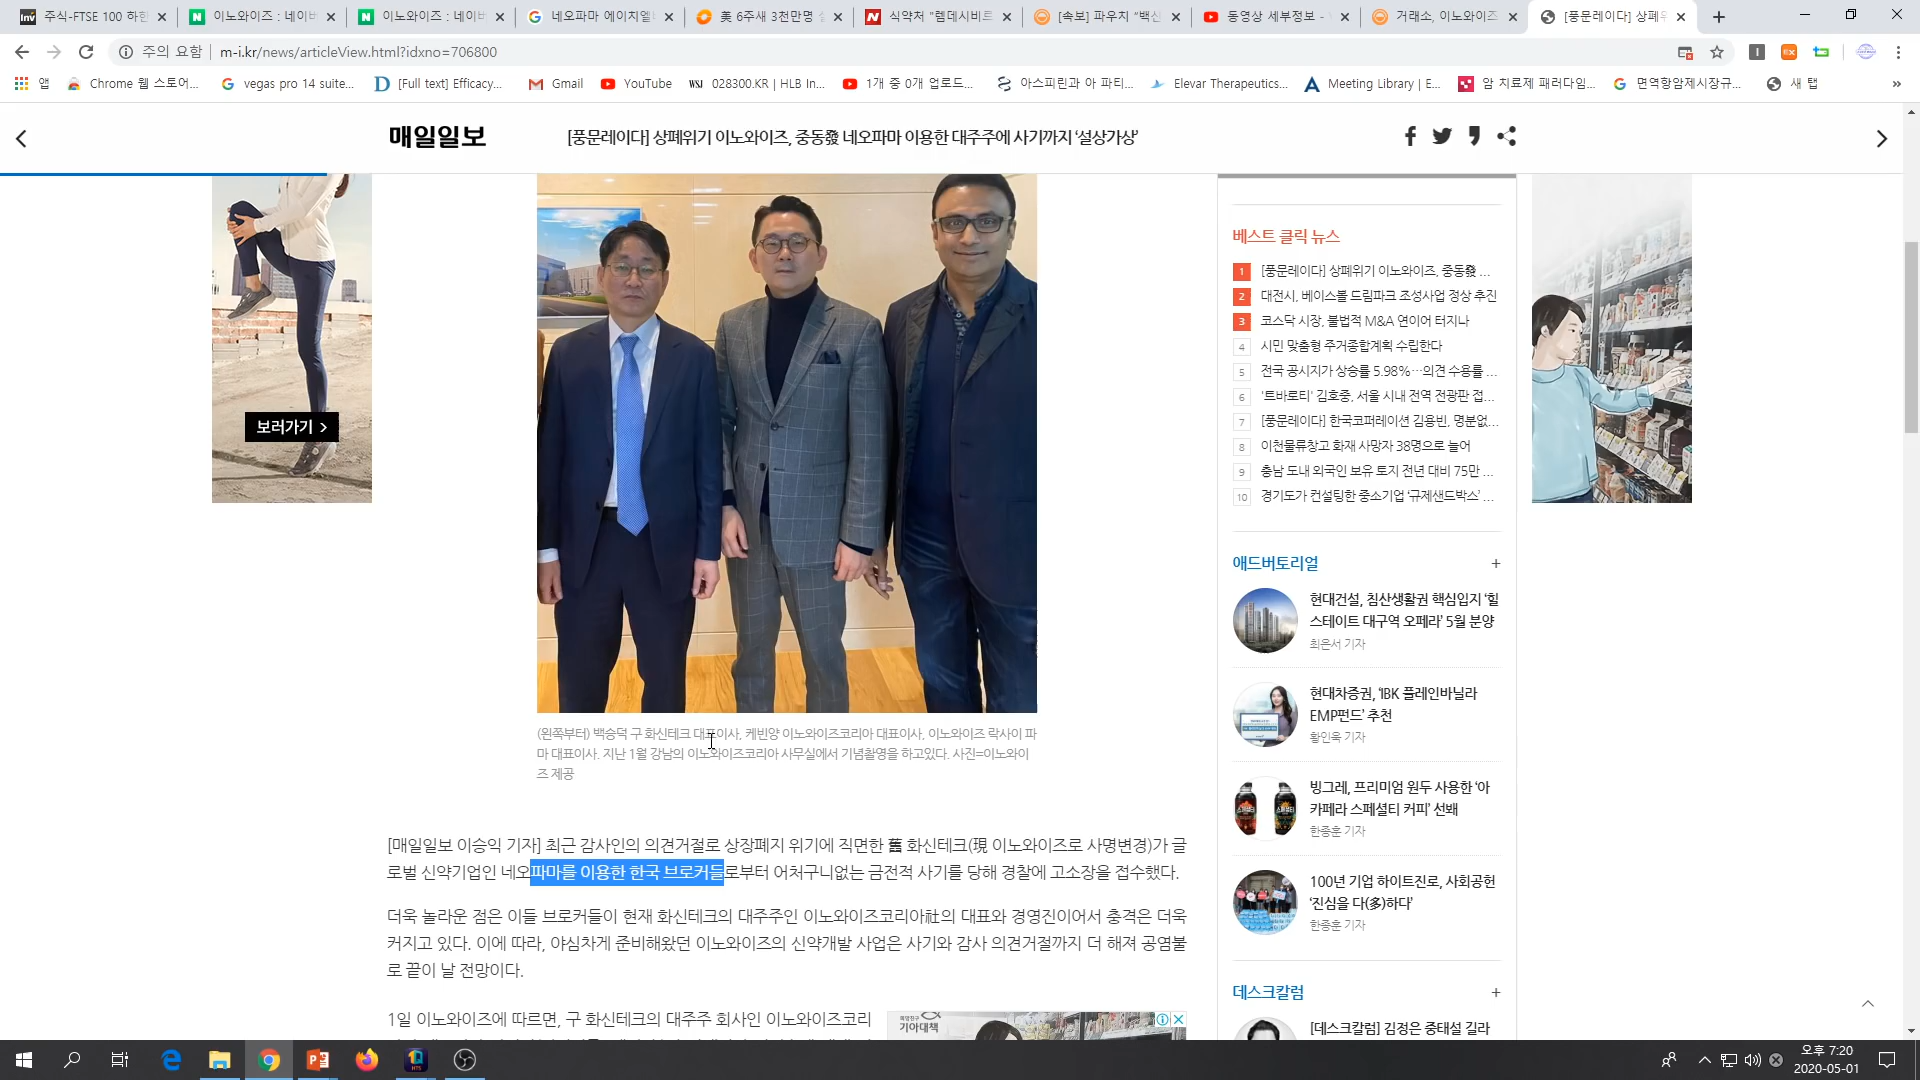 주식-FTSE 100 하한
이노와이즈 : 네이버
이노와이즈 : 네이버
네오파마 에이치엘
美 6주새 3천만명 실
식약처 "렘데시비르
[속보] 파우치 "백신
동영상 세부정보 -
거래소, 이노와이즈
[풍문레이다] 상폐우
주의 요함
m-i.kr/news/articleView.html?idxno=706800
앱
Chrome 웹 스토어...
vegas pro 14 suite...
[Full text] Efficacy...
Gmail
YouTube
WSJ
028300.KR | HLB In...
1개 중 0개 업로드...
아스피린과 아 파티...
Elevar Therapeutics...
Meeting Library | E...
암 치료제 패러다임...
면역항암제시장규...
새 탭
»
매일일보
[풍문레이다] 상폐위기 이노와이즈, 중동發 네오파마 이용한 대주주에 사기까지 ‘설상가상’
보러가기 >
(왼쪽부터) 백승덕 구 화신테크 대표이사, 케빈양 이노와이즈코리아 대표이사, 이노와이즈 락사이 파
마 대표이사. 지난 1월 강남의 이노와이즈코리아 사무실에서 기념촬영을 하고있다. 사진=이노와이
즈 제공
[매일일보 이승익 기자] 최근 감사인의 의견거절로 상장폐지 위기에 직면한 舊 화신테크(現 이노와이즈로 사명변경)가 글
로벌 신약기업인 네오파마를 이용한 한국 브로커들로부터 어처구니없는 금전적 사기를 당해 경찰에 고소장을 접수했다.
더욱 놀라운 점은 이들 브로커들이 현재 화신테크의 대주주인 이노와이즈코리아社의 대표와 경영진이어서 충격은 더욱
커지고 있다. 이에 따라, 야심차게 준비해왔던 이노와이즈의 신약개발 사업은 사기와 감사 의견거절까지 더 해져 공염불
로 끝이 날 전망이다.
1일 이노와이즈에 따르면, 구 화신테크의 대주주 회사인 이노와이즈코리
희망친구
기아대책
베스트 클릭 뉴스
1 [풍문레이다] 상폐위기 이노와이즈, 중동發 ...
2 대전시, 베이스볼 드림파크 조성사업 정상 추진
3 코스닥 시장, 불법적 M&A 연이어 터지나
4 시민 맞춤형 주거종합계획 수립한다
5 전국 공시지가 상승률 5.98%…의견 수용률 ...
6 '트바로티' 김호중, 서울 시내 전역 전광판 접...
7 [풍문레이다] 한국코퍼레이션 김용빈, 명분없...
8 이천물류창고 화재 사망자 38명으로 늘어
9 충남 도내 외국인 보유 토지 전년 대비 75만 ...
10 경기도가 컨설팅한 중소기업 ‘규제샌드박스’ ...
애드버토리얼 +
현대건설, 침산생활권 핵심입지 ‘힐
스테이트 대구역 오페라’ 5월 분양
최은서 기자
현대차증권, ‘IBK 플레인바닐라
EMP펀드’ 추천
황인욱 기자
빙그레, 프리미엄 원두 사용한 ‘아
카페라 스페셜티 커피’ 선봬
한종훈 기자
100년 기업 하이트진로, 사회공헌
‘진심을 다(多)하다’
한종훈 기자
데스크칼럼 +
[데스크칼럼] 김정은 중태설 길라
오후 7:20
2020-05-01